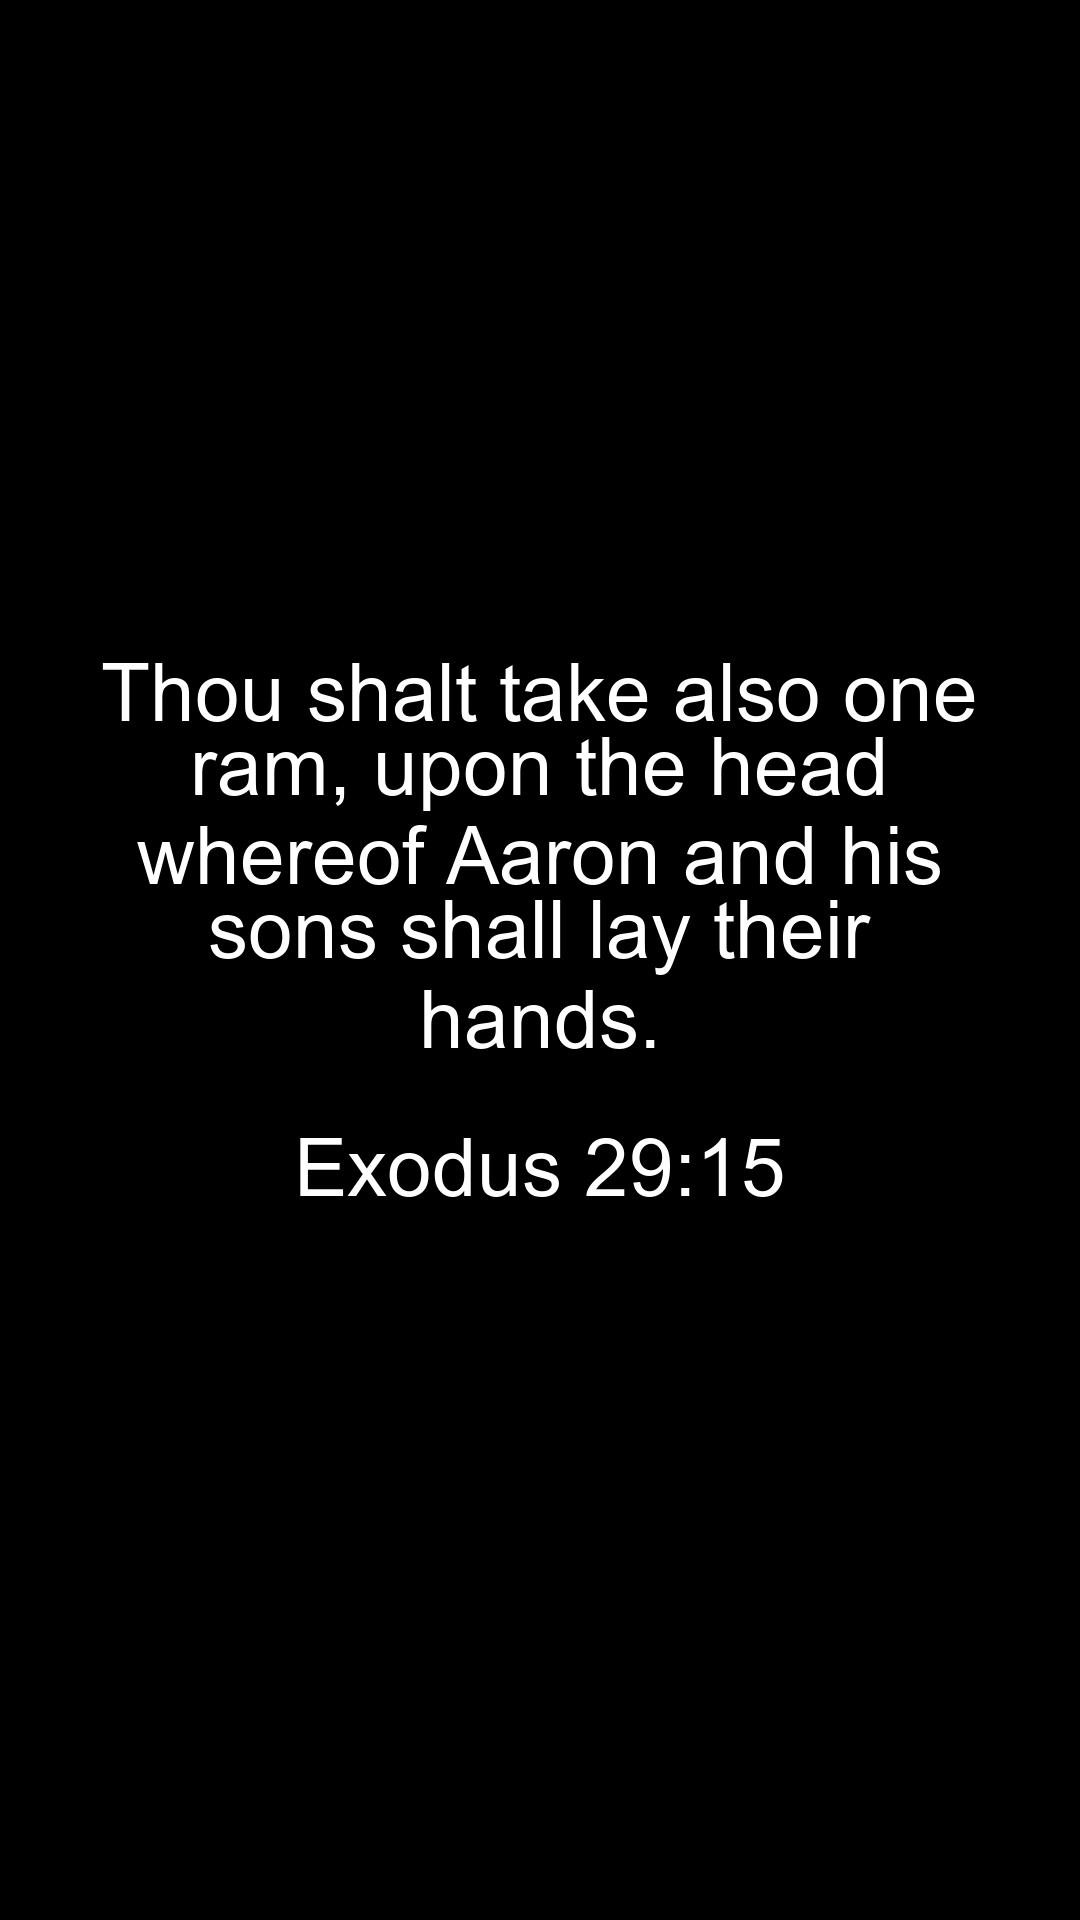 Thou shalt take also one
ram, upon the head
whereof Aaron and his
sons shall lay their
hands.
Exodus 29:15